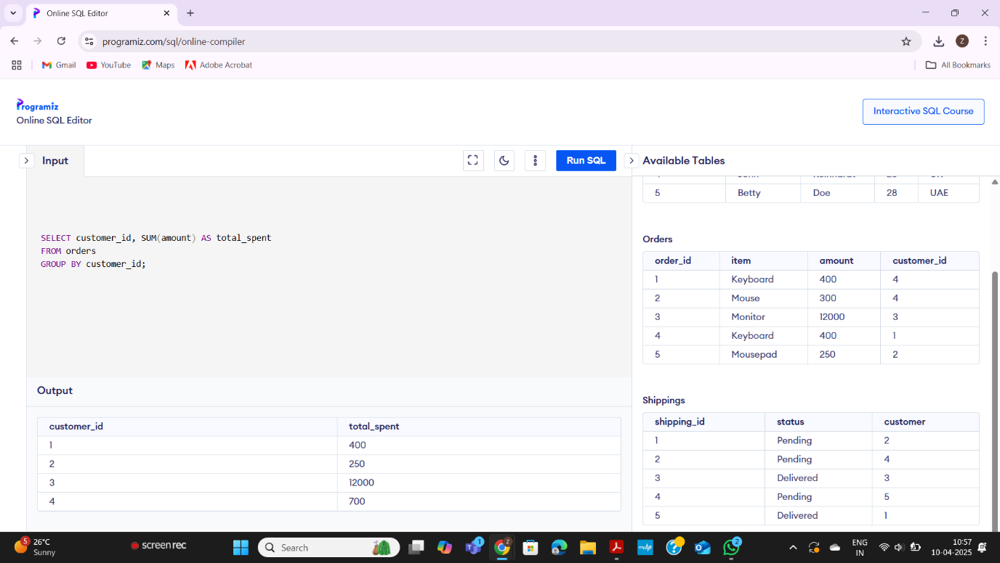 Online SQL Editor
programiz.com/sql/online-compiler
Z
Gmail YouTube Maps Adobe Acrobat All Bookmarks
Programiz
Online SQL Editor
Interactive SQL Course
Input
Run SQL
Available Tables
5 Betty Doe 28 UAE
SELECT customer_id, SUM(amount) AS total_spent
FROM orders
GROUP BY customer_id;
Orders
order_id item amount customer_id
1 Keyboard 400 4
2 Mouse 300 4
3 Monitor 12000 3
4 Keyboard 400 1
5 Mousepad 250 2
Output
customer_id total_spent
1 400
2 250
3 12000
4 700
Shippings
shipping_id status customer
1 Pending 2
2 Pending 4
3 Delivered 3
4 Pending 5
5 Delivered 1
5
26°C
Sunny
screenrec
Search
1
2
2
ENG
IN
10:57
10-04-2025